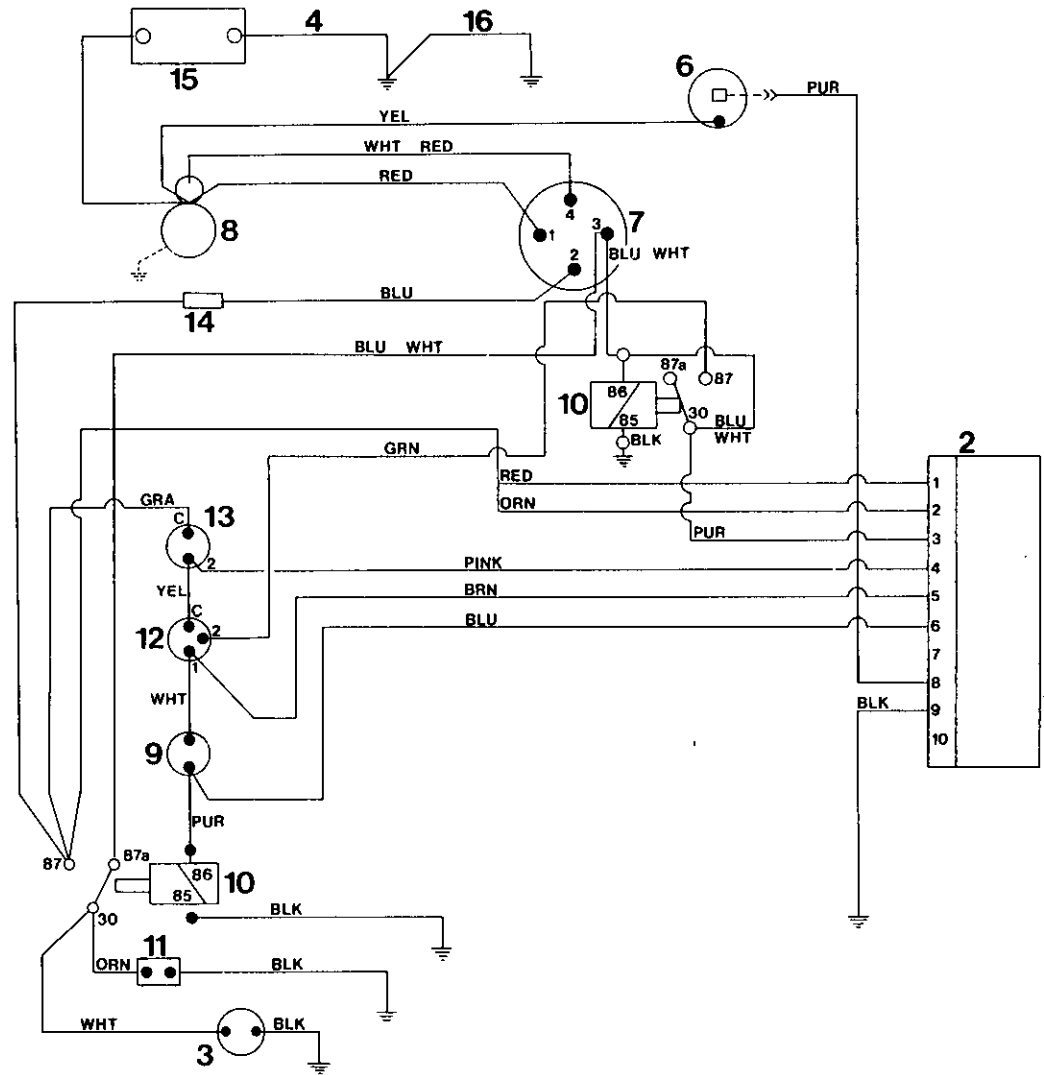 4
16
15
6
PUR
YEL
WHT RED
RED
8
4
1
3
7
2
BLU WHT
BLU
14
BLU WHT
87a
87
86
10
85
30
BLU
WHT
BLK
GRN
2
RED
1
ORN
2
GRA
C
13
PUR
3
2
PINK
4
YEL
BRN
5
C
12
2
BLU
6
1
7
WHT
8
BLK
9
10
9
PUR
87
87a
86
10
85
30
BLK
11
ORN
BLK
WHT
BLK
3